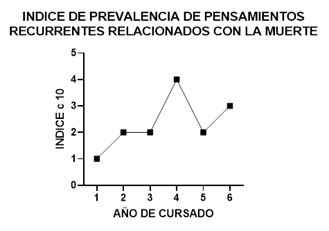 INDICE DE PREVALENCIA DE PENSAMIENTOS
RECURRENTES RELACIONADOS CON LA MUERTE
INDICE c 10
5
4
3
2
1
0
1 2 3 4 5 6
AÑO DE CURSADO